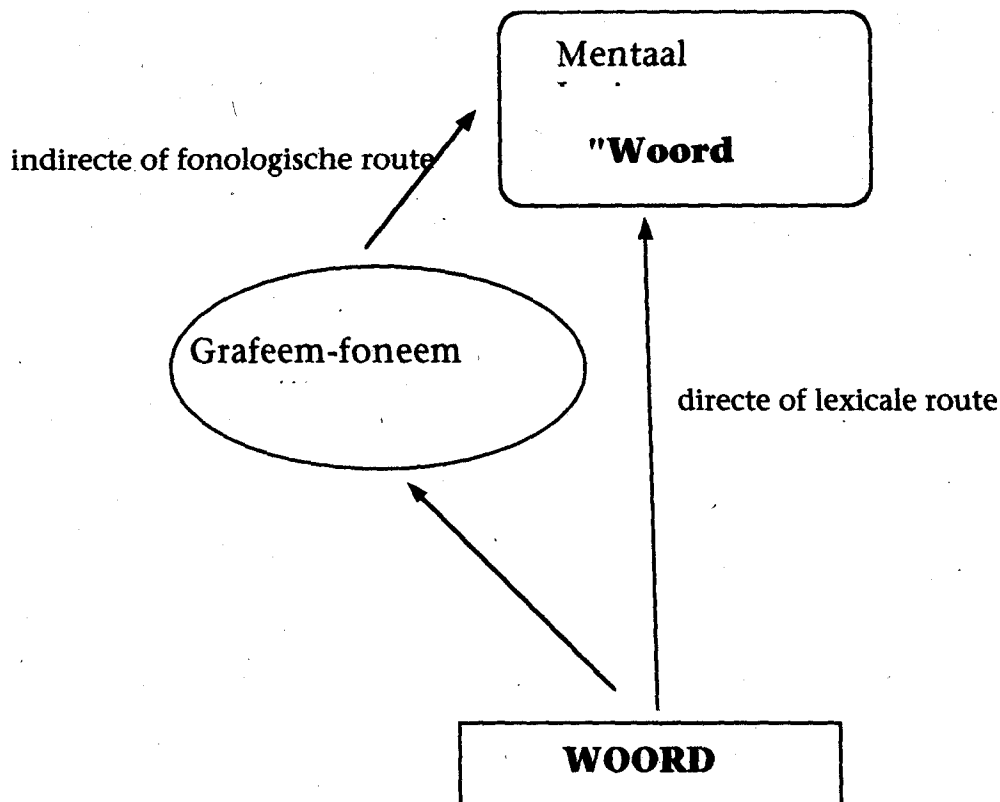 Mentaal
"Woord
indirecte of fonologische route
Grafeem-foneem
directe of lexicale route
WOORD